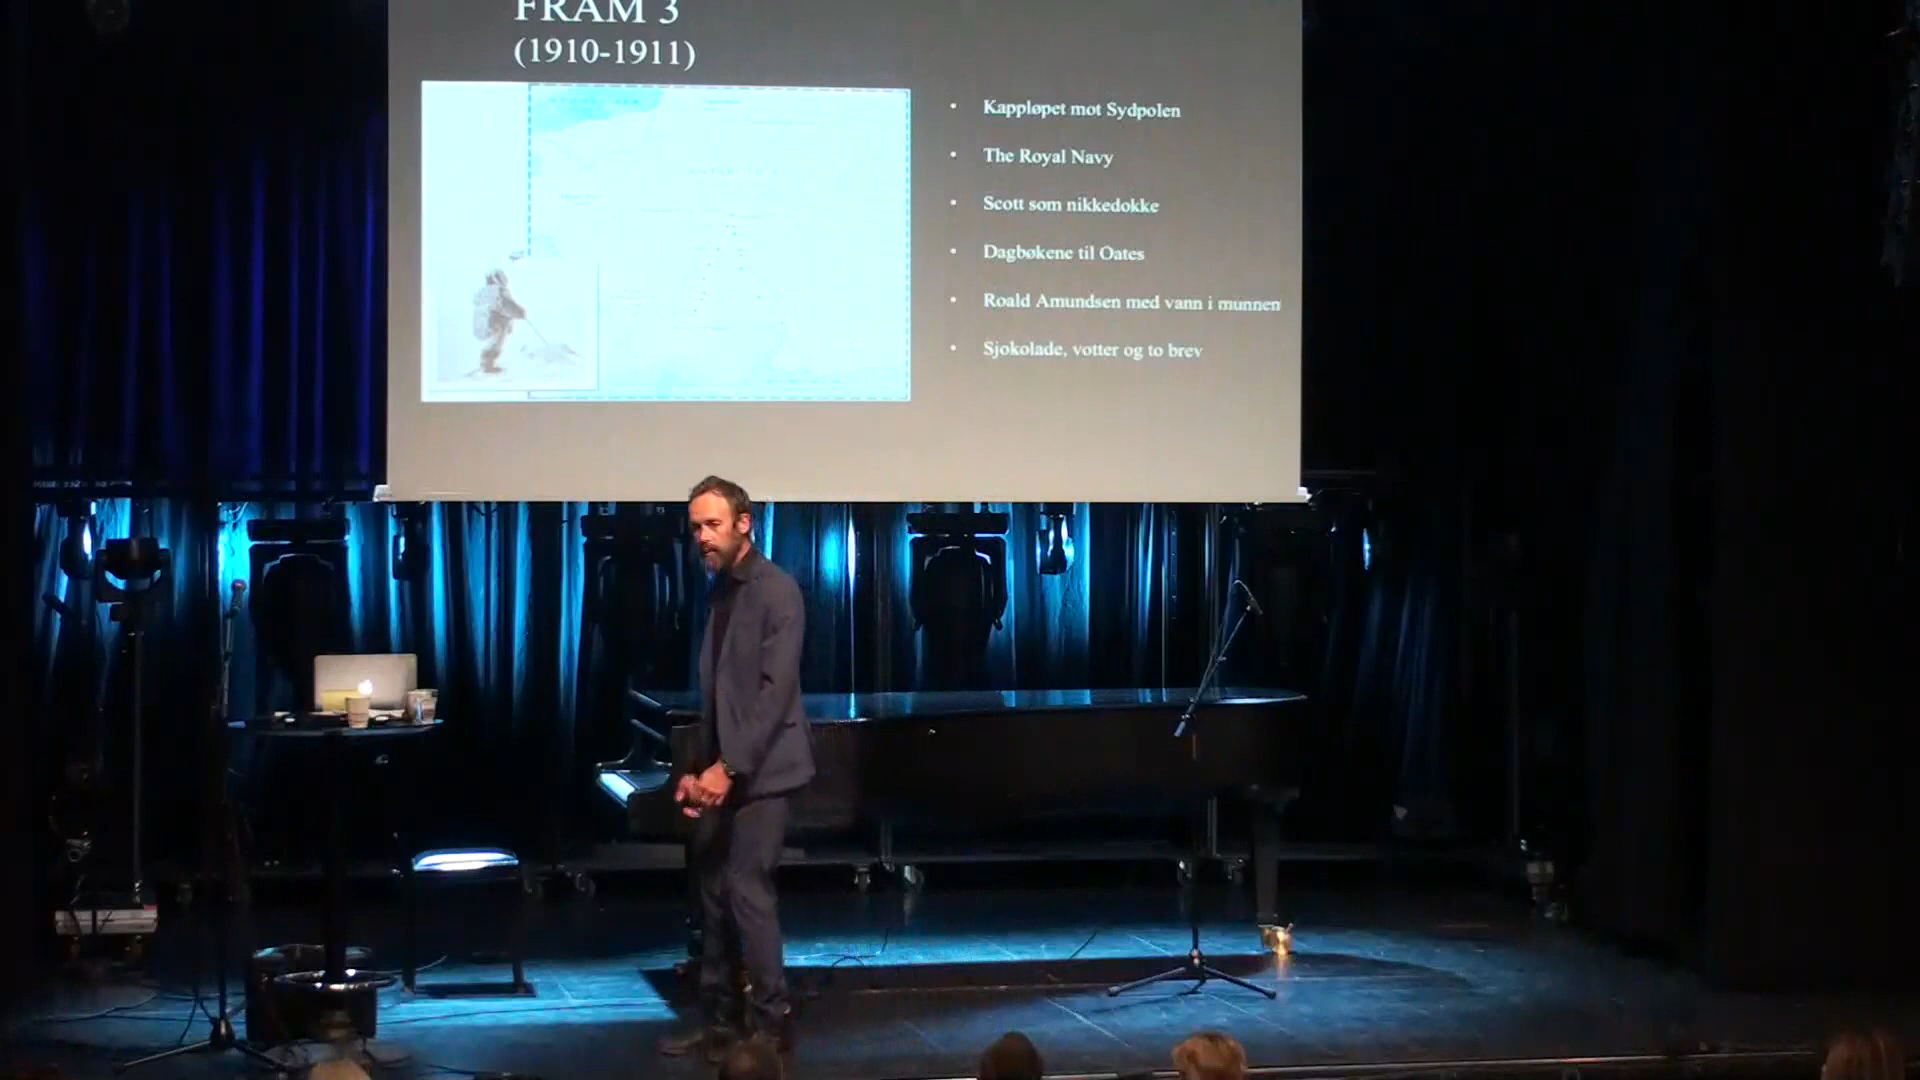 FRAM 3
(1910-1911)
• Kappløpet mot Sydpolen
• The Royal Navy
• Scott som nikkedokke
• Dagbøkene til Oates
• Roald Amundsen med vann i munnen
• Sjokolade, votter og to brev